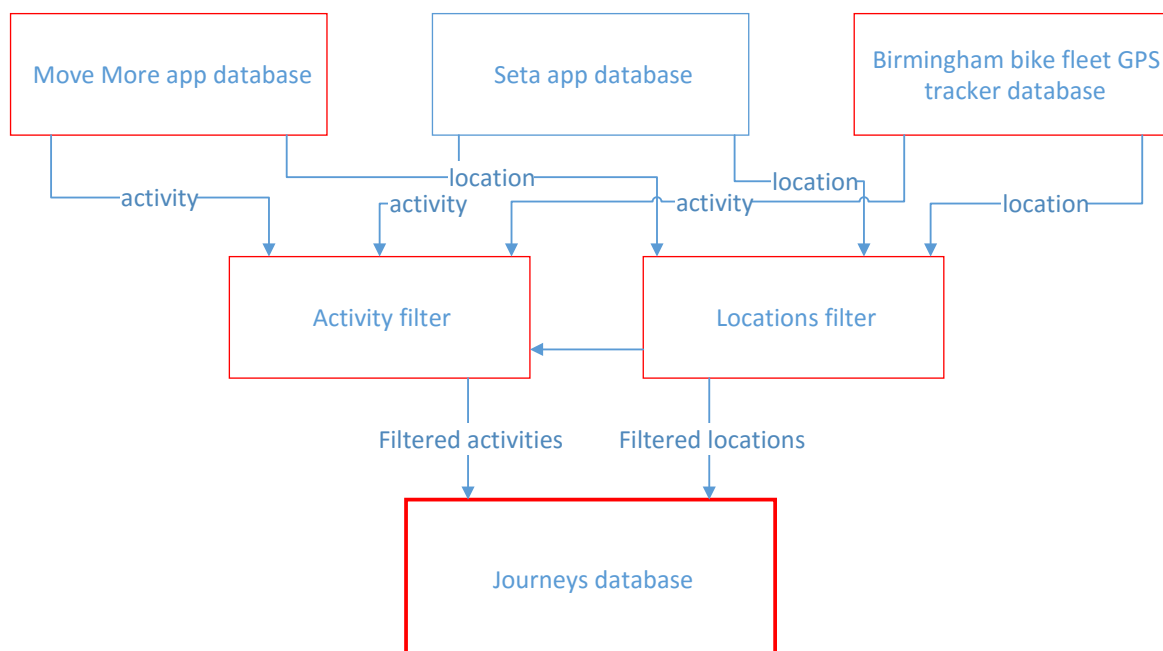 Move More app database
Seta app database
Birmingham bike fleet GPS
tracker database
activity
location
activity
location
activity
location
Activity filter
Locations filter
Filtered activities
Filtered locations
Journeys database